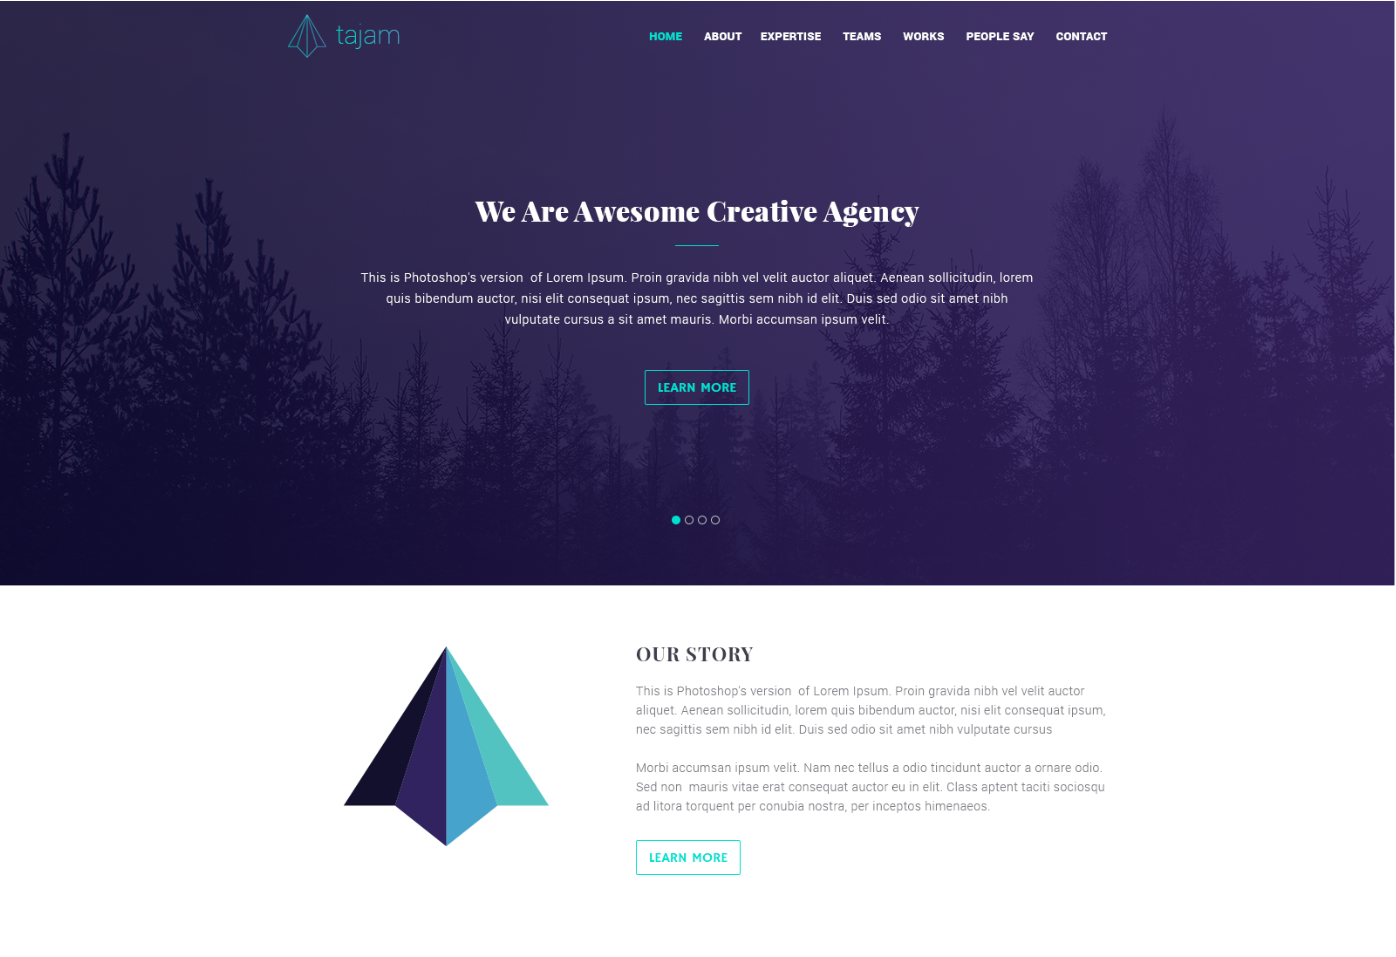 tajam
HOME ABOUT EXPERTISE TEAMS WORKS PEOPLE SAY CONTACT
We Are Awesome Creative Agency
This is Photoshop's version of Lorem Ipsum. Proin gravida nibh vel velit auctor aliquet. Aenean sollicitudin, lorem
quis bibendum auctor, nisi elit consequat ipsum, nec sagittis sem nibh id elit. Duis sed odio sit amet nibh
vulputate cursus a sit amet mauris. Morbi accumsan ipsum velit.
LEARN MORE
OUR STORY
This is Photoshop's version of Lorem Ipsum. Proin gravida nibh vel velit auctor
aliquet. Aenean sollicitudin, lorem quis bibendum auctor, nisi elit consequat ipsum,
nec sagittis sem nibh id elit. Duis sed odio sit amet nibh vulputate cursus
Morbi accumsan ipsum velit. Nam nec tellus a odio tincidunt auctor a ornare odio.
Sed non mauris vitae erat consequat auctor eu in elit. Class aptent taciti sociosqu
ad litora torquent per conubia nostra, per inceptos himenaeos.
LEARN MORE